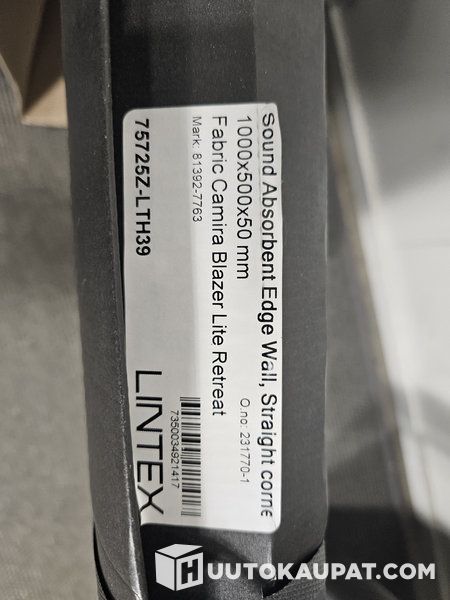 Sound Absorbent Edge Wall, Straight corne
1000x500x50 mm
O.no: 231770-1
Fabric Camira Blazer Lite Retreat
Mark: 81392-7763
7350034921417
75725Z-LTH39
LINTEX
HUUTOKAUPAT.COM